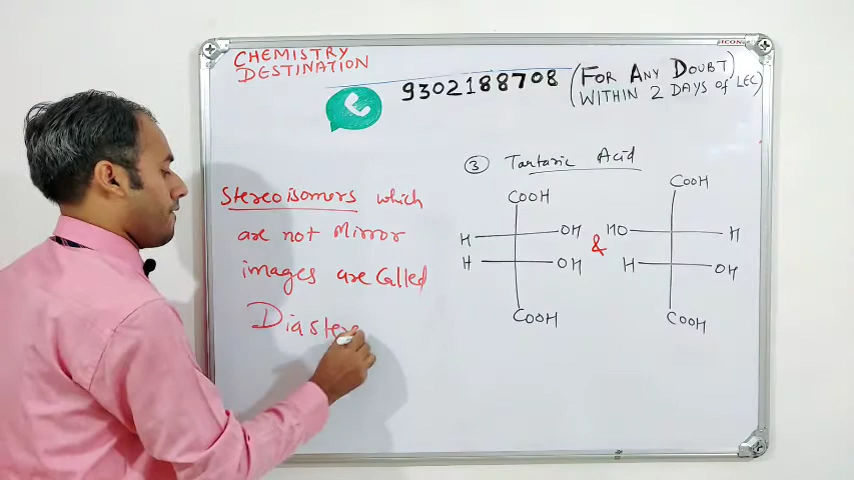 CHEMISTRY
DESTINATION
9302188708 (FOR ANY DOUBT)
WITHIN 2 DAYS of LEC)
③ Tartaric Acid
Stereoisomers which
are not Mirror
images are called
Diastere
COOH
H OH
H OH
COOH
&
COOH
HO H
H OH
COOH